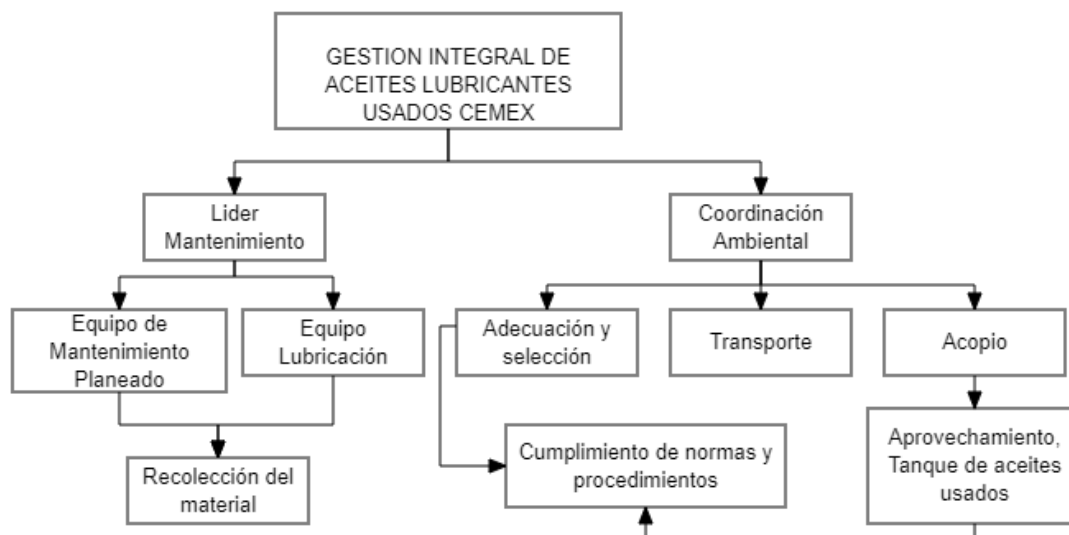 GESTION INTEGRAL DE
ACEITES LUBRICANTES
USADOS CEMEX
Lider
Mantenimiento
Coordinación
Ambiental
Equipo de
Mantenimiento
Planeado
Equipo
Lubricación
Adecuación y
selección
Transporte
Acopio
Recolección del
material
Cumplimiento de normas y
procedimientos
Aprovechamiento,
Tanque de aceites
usados